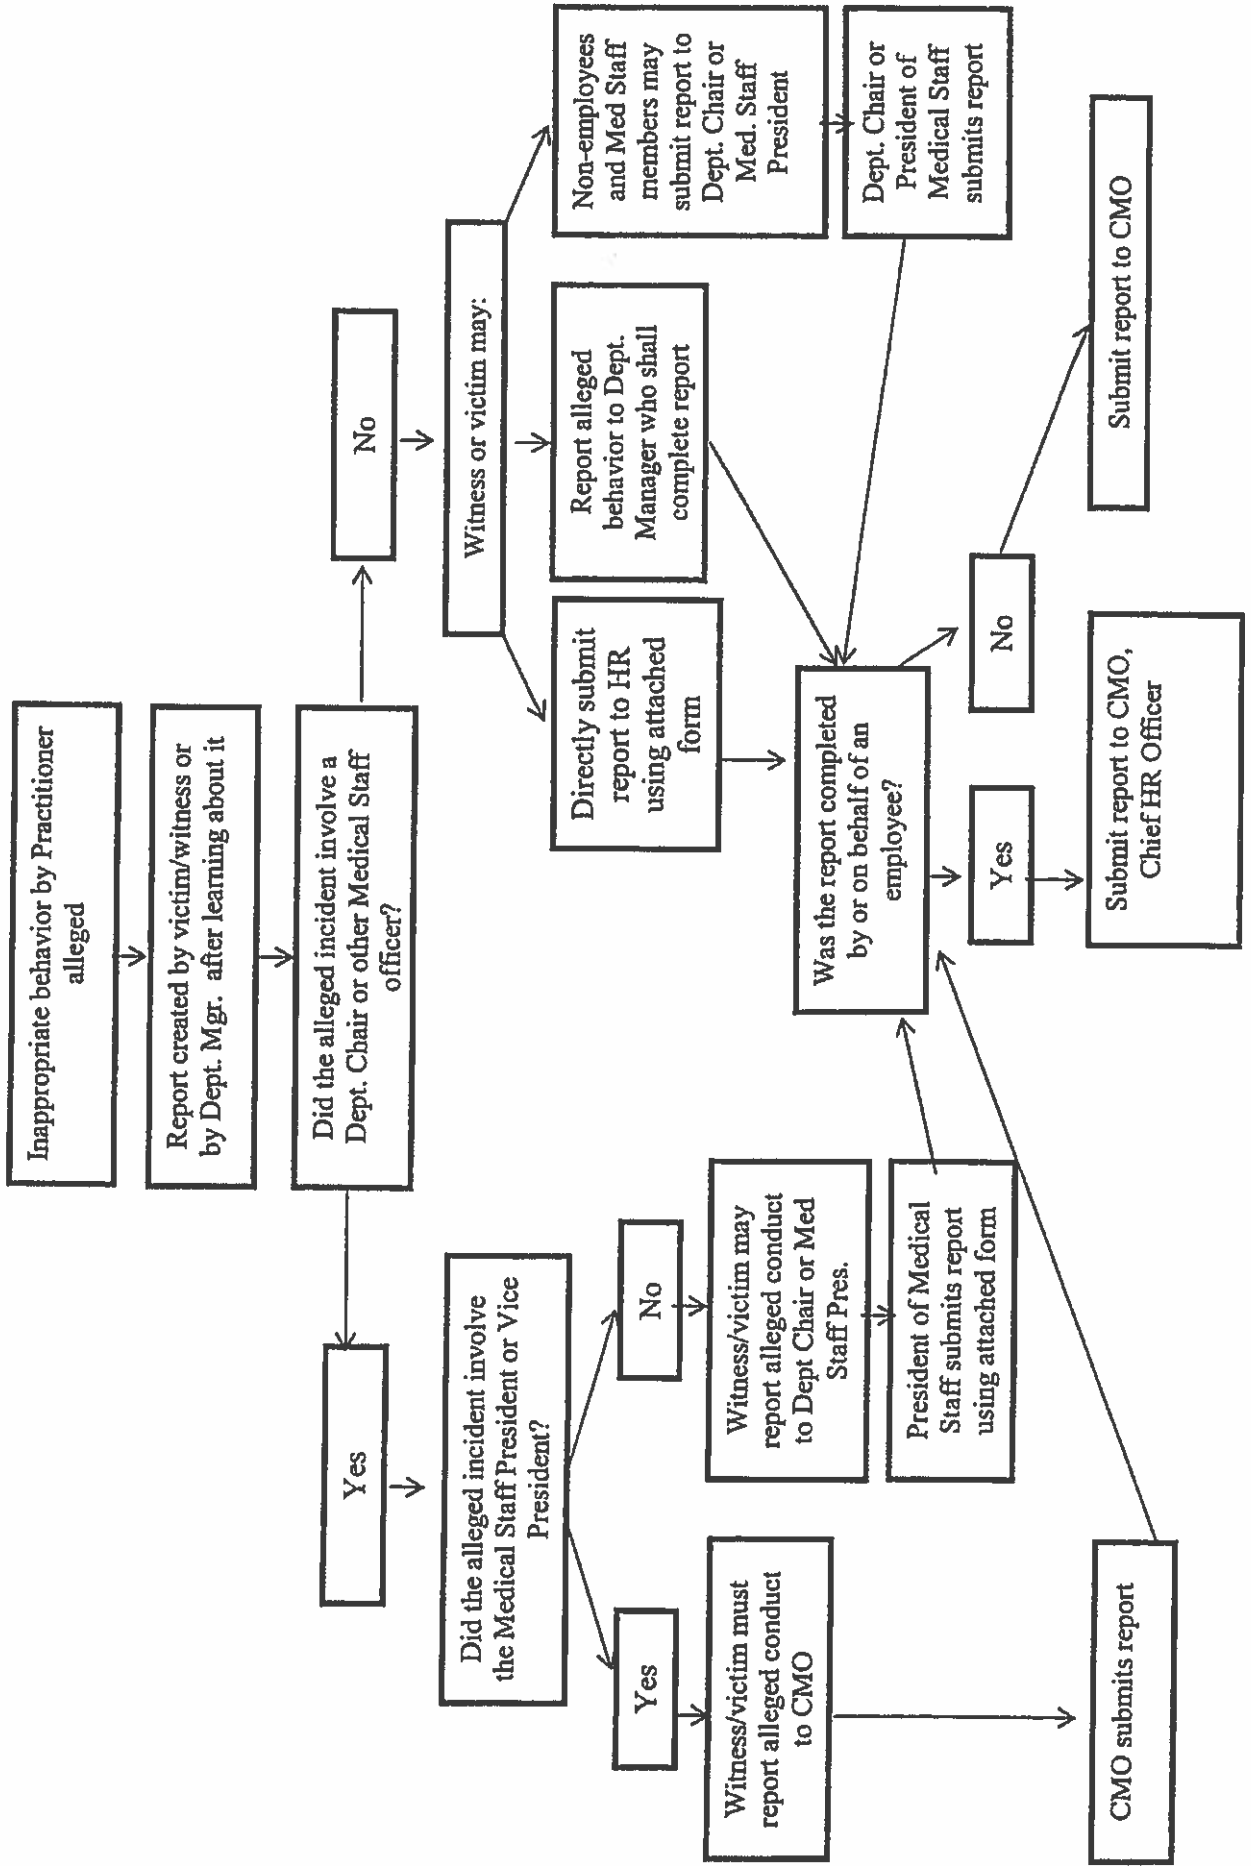 Inappropriate behavior by Practitioner
alleged
Report created by victim/witness or
by Dept. Mgr. after learning about it
Did the alleged incident involve a
Dept. Chair or other Medical Staff
officer?
Yes
No
Did the alleged incident involve
the Medical Staff President or Vice
President?
Witness or victim may:
Yes
No
Directly submit
report to HR
using attached
form
Report alleged
behavior to Dept.
Manager who shall
complete report
Non-employees
and Med Staff
members may
submit report to
Dept. Chair or
Med. Staff
President
Witness/victim must
report alleged conduct
to CMO
Witness/victim may
report alleged conduct
to Dept Chair or Med
Staff Pres.
Dept. Chair or
President of
Medical Staff
submits report
President of Medical
Staff submits report
using attached form
Was the report completed
by or on behalf of an
employee?
Yes
No
CMO submits report
Submit report to CMO,
Chief HR Officer
Submit report to CMO